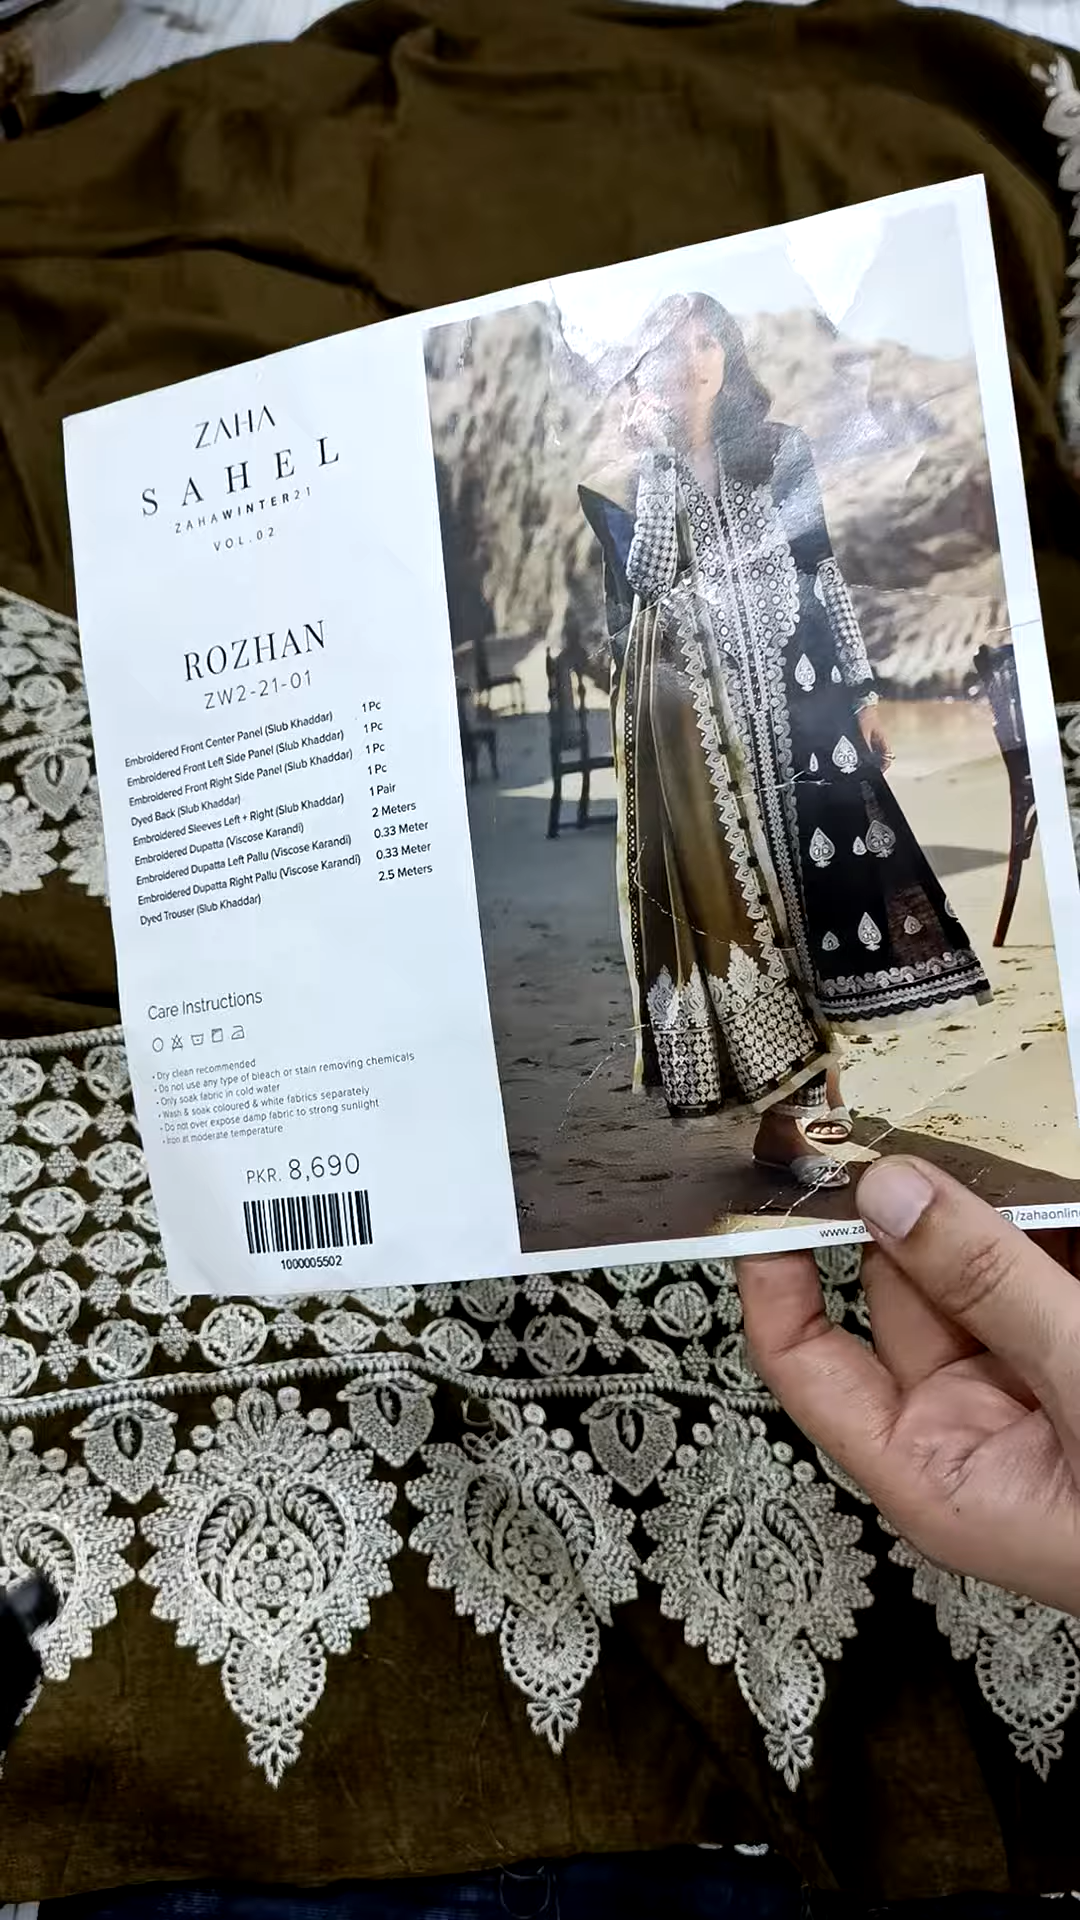 ZAHA
SAHEL
ZAHAWINTER21
VOL.02
ROZHAN
ZW2-21-01
Embroidered Front Center Panel (Slub Khaddar) 1 Pc
Embroidered Front Left Side Panel (Slub Khaddar) 1 Pc
Embroidered Front Right Side Panel (Slub Khaddar) 1 Pc
Dyed Back (Slub Khaddar) 1 Pc
Embroidered Sleeves Left + Right (Slub Khaddar) 1 Pair
Embroidered Dupatta (Viscose Karandi) 2 Meters
Embroidered Dupatta Left Pallu (Viscose Karandi) 0.33 Meter
Embroidered Dupatta Right Pallu (Viscose Karandi) 0.33 Meter
Dyed Trouser (Slub Khaddar) 2.5 Meters
Care Instructions
• Dry clean recommended
• Do not use any type of bleach or stain removing chemicals
• Only soak fabric in cold water
• Wash & soak coloured & white fabrics separately
• Do not over expose damp fabric to strong sunlight
• Iron at moderate temperature
PKR. 8,690
1000005502
www.za
/zahaonlin